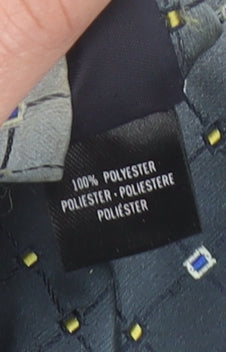 100% POLYESTER
POLIESTER · POLIESTERE
POLIÉSTER